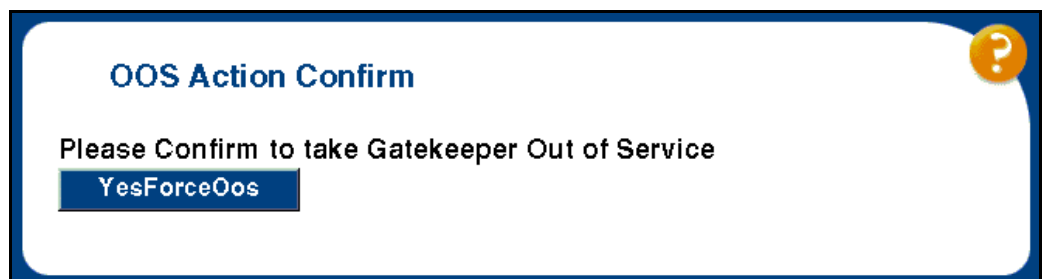 OOS Action Confirm
?
Please Confirm to take Gatekeeper Out of Service
YesForceOos